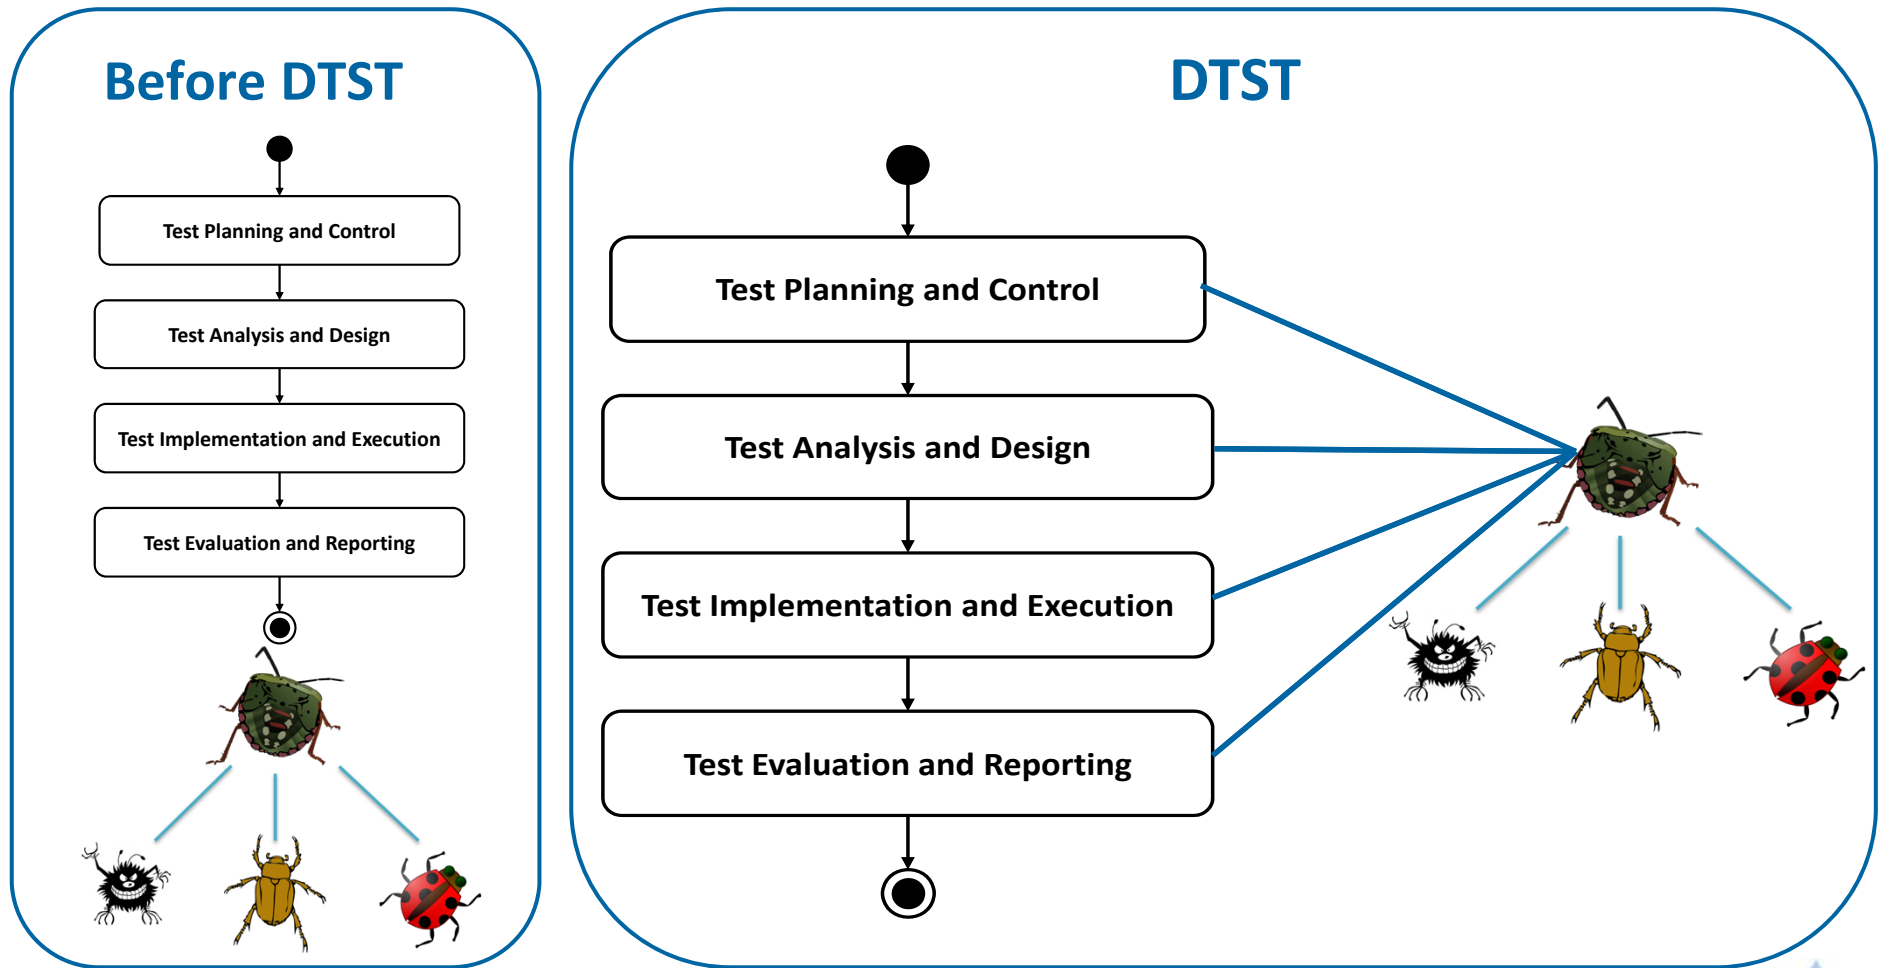 Before DTST
Test Planning and Control
Test Analysis and Design
Test Implementation and Execution
Test Evaluation and Reporting
DTST
Test Planning and Control
Test Analysis and Design
Test Implementation and Execution
Test Evaluation and Reporting